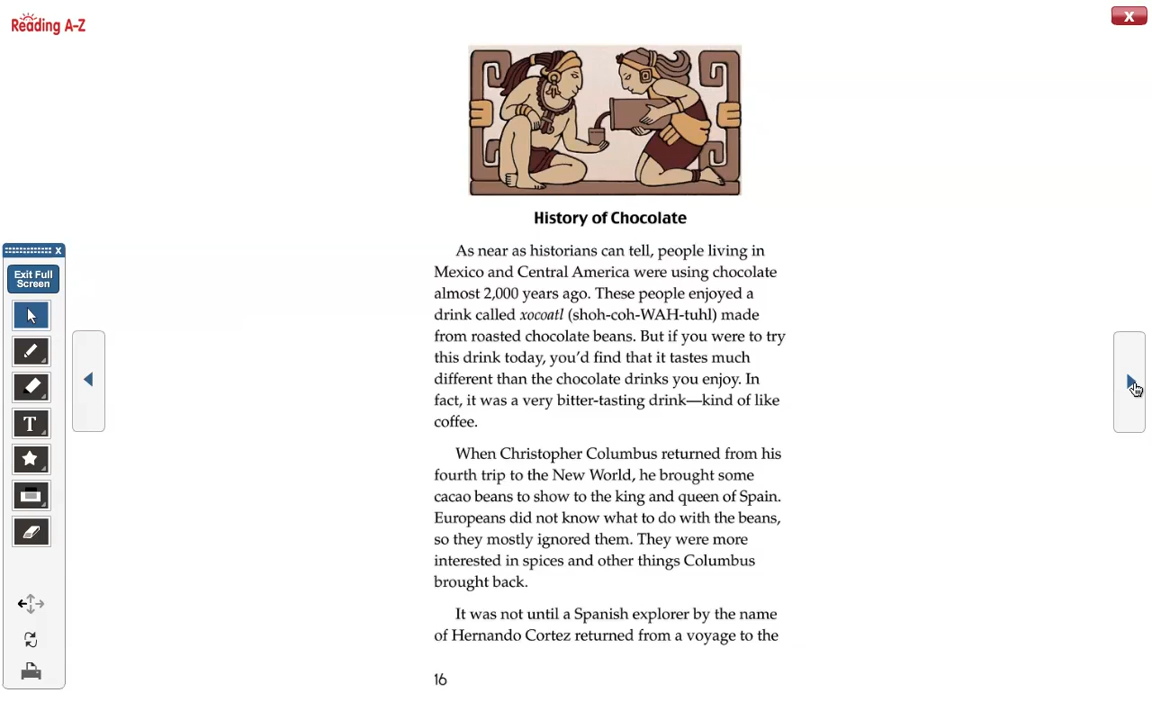 Reading A-Z
X
History of Chocolate
As near as historians can tell, people living in
Mexico and Central America were using chocolate
almost 2,000 years ago. These people enjoyed a
drink called xocoatl (shoh-coh-WAH-tuhl) made
from roasted chocolate beans. But if you were to try
this drink today, you'd find that it tastes much
different than the chocolate drinks you enjoy. In
fact, it was a very bitter-tasting drink—kind of like
coffee.
When Christopher Columbus returned from his
fourth trip to the New World, he brought some
cacao beans to show to the king and queen of Spain.
Europeans did not know what to do with the beans,
so they mostly ignored them. They were more
interested in spices and other things Columbus
brought back.
It was not until a Spanish explorer by the name
of Hernando Cortez returned from a voyage to the
16
X
Exit Full
Screen
T